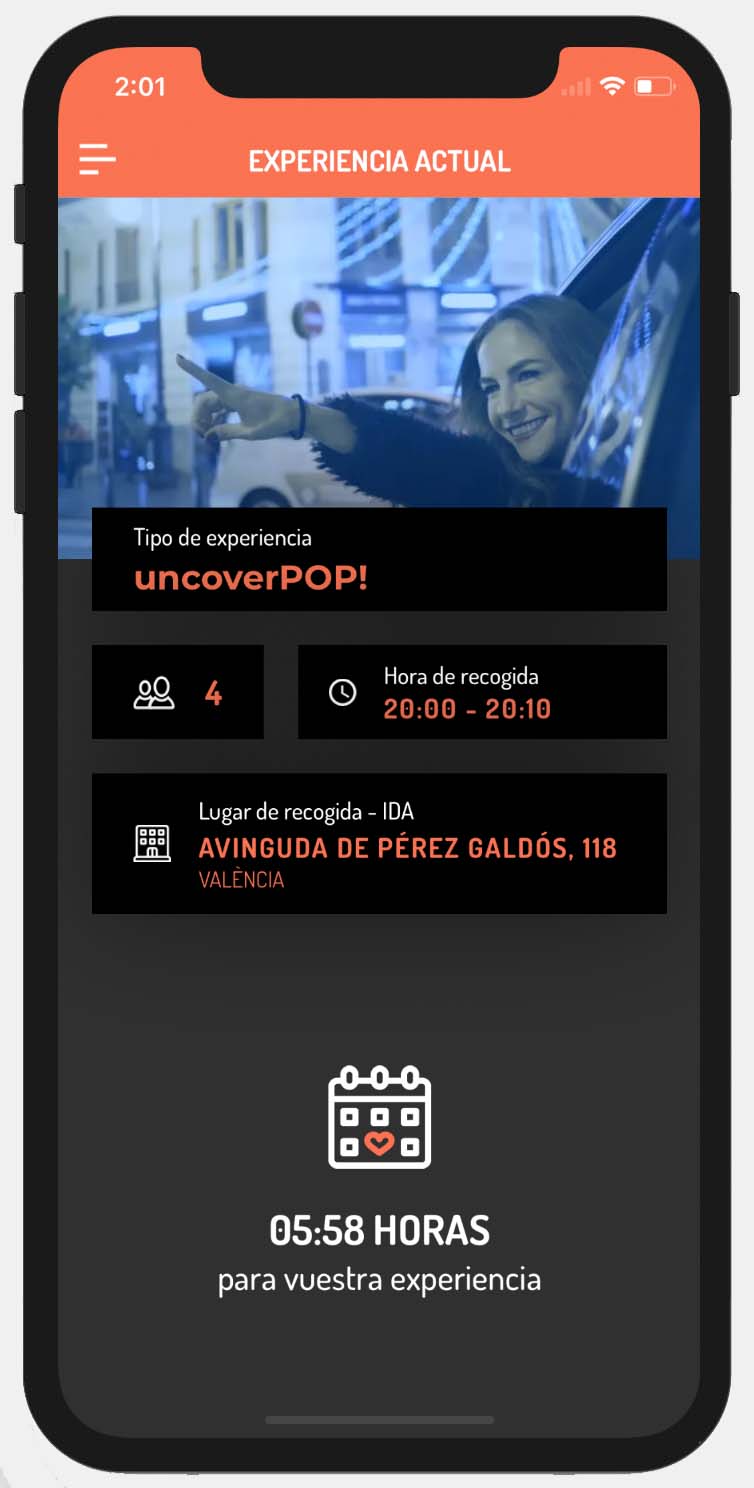 2:01
EXPERIENCIA ACTUAL
Tipo de experiencia
uncoverPOP!
4
Hora de recogida
20:00 - 20:10
Lugar de recogida - IDA
AVINGUDA DE PÉREZ GALDÓS, 118
VALÈNCIA
05:58 HORAS
para vuestra experiencia